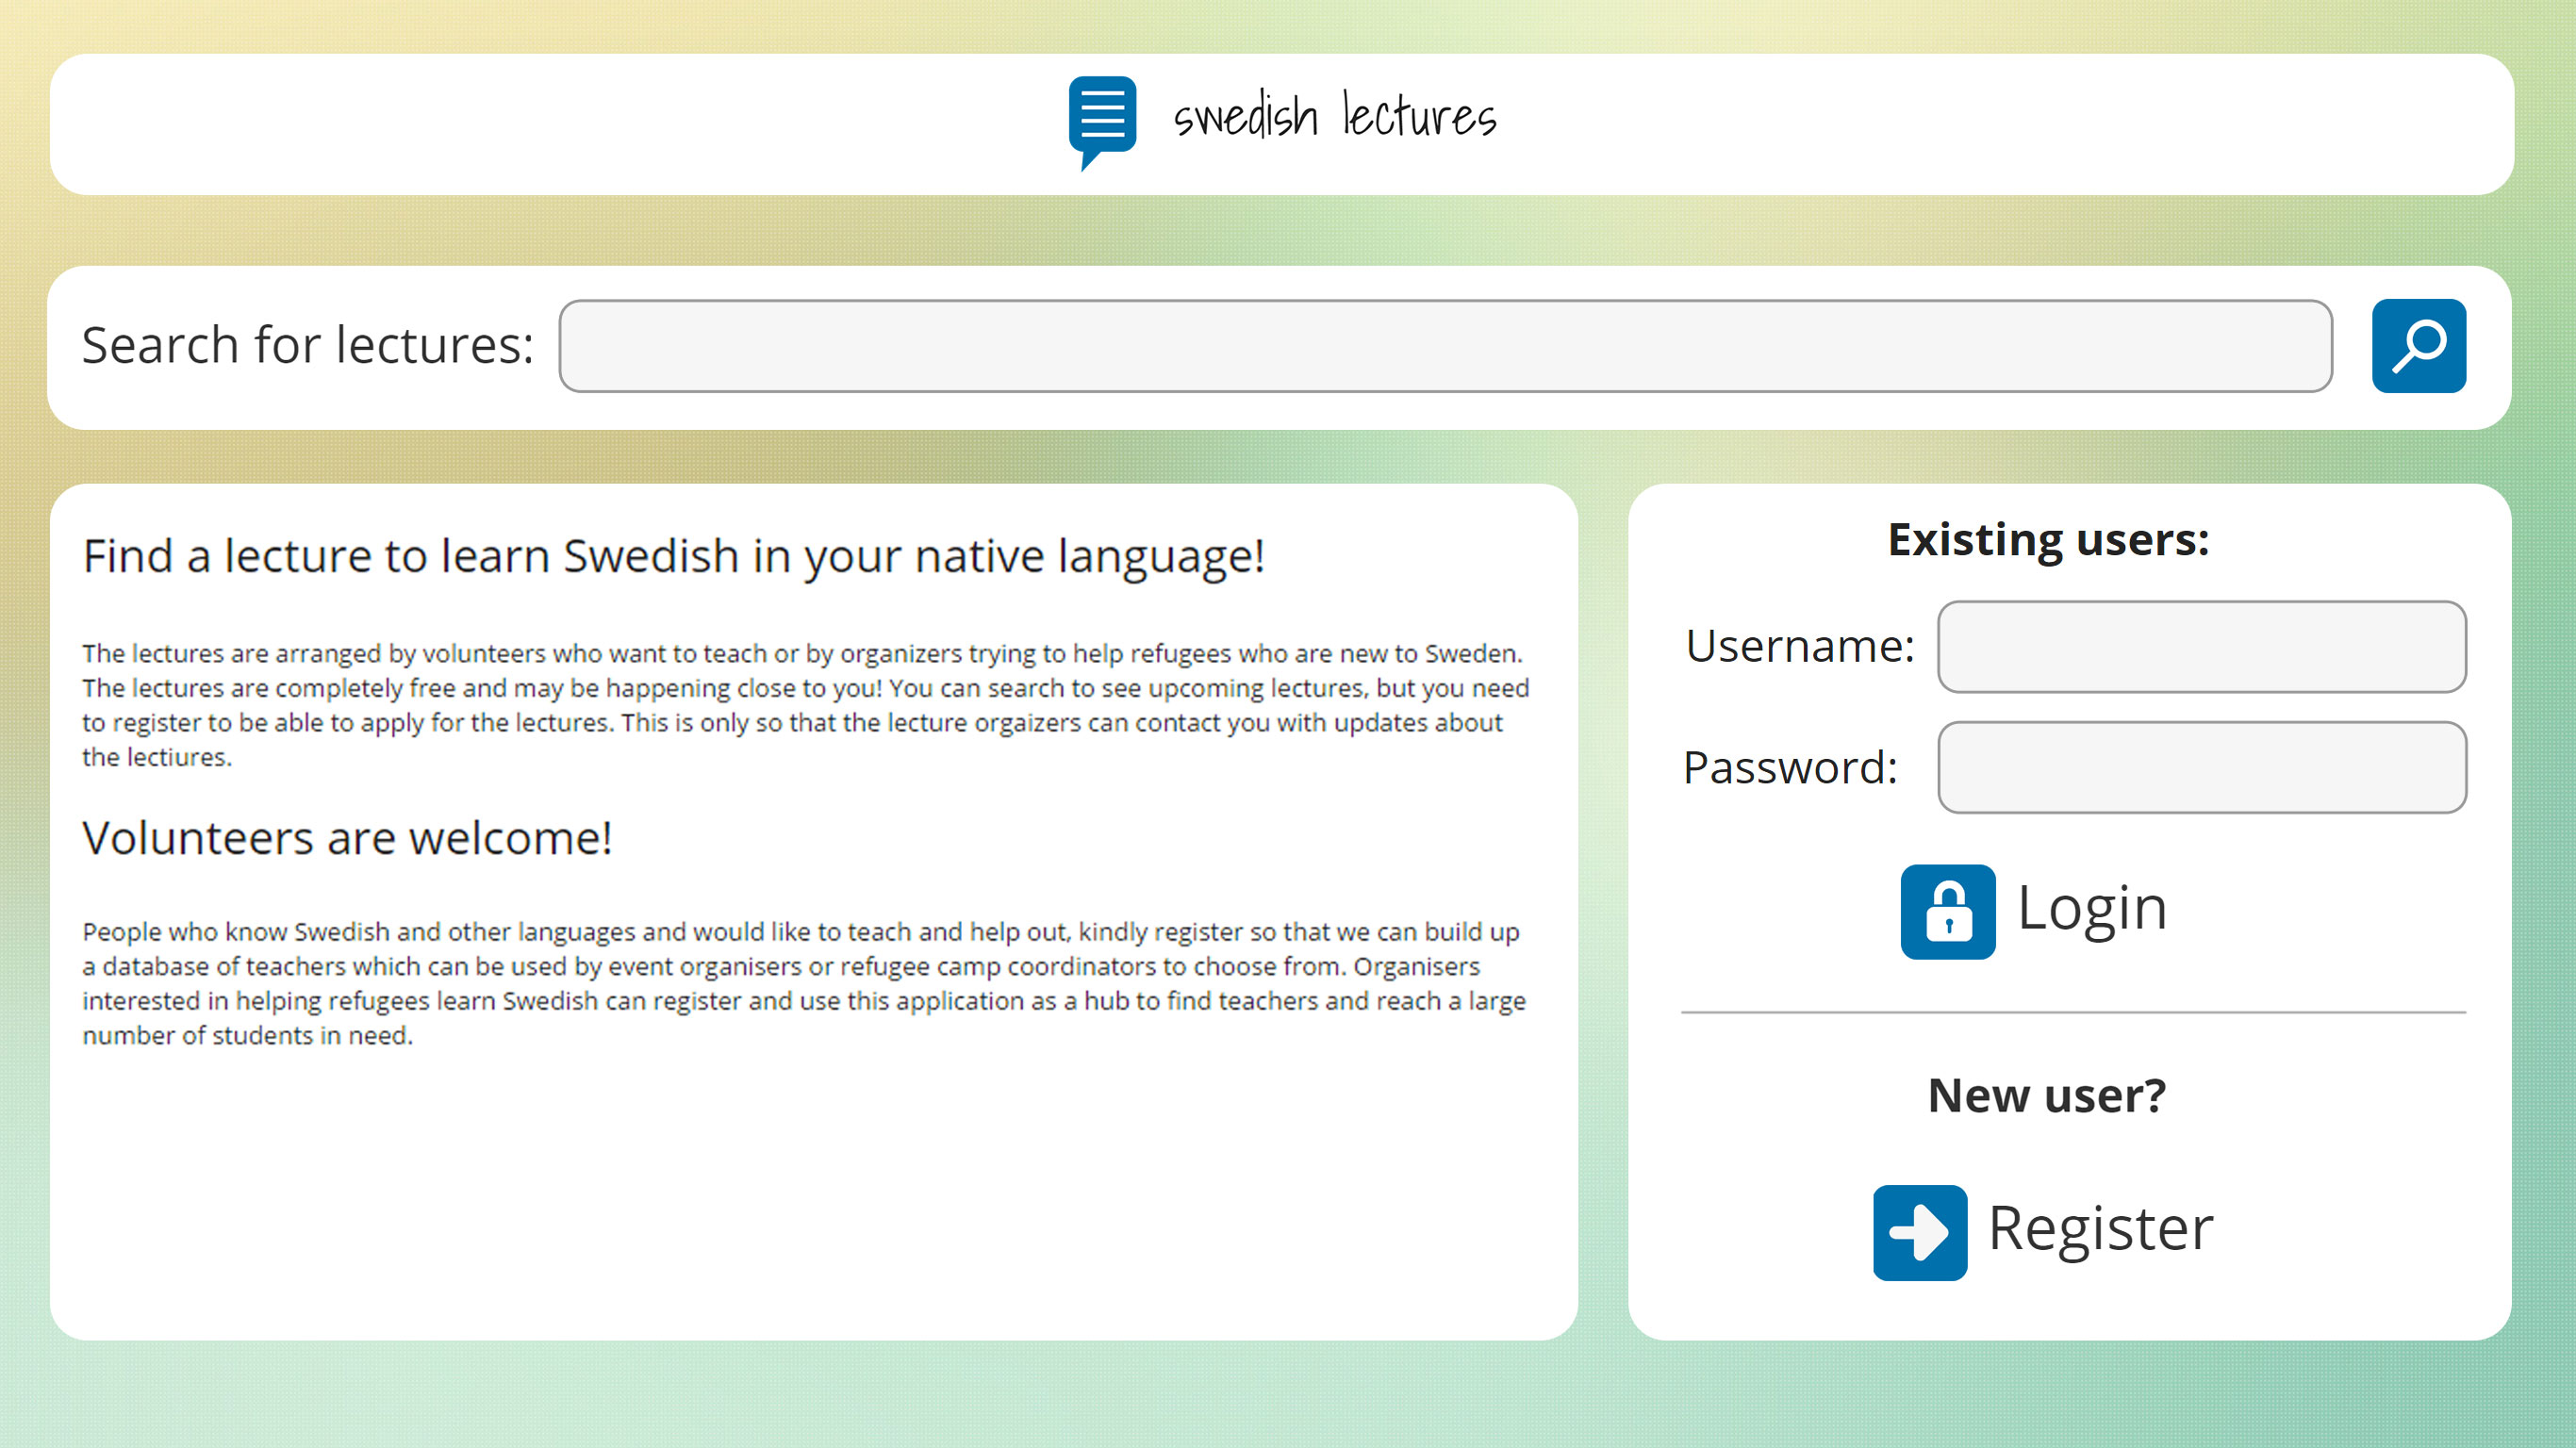 swedish lectures
Search for lectures:
Find a lecture to learn Swedish in your native language!
The lectures are arranged by volunteers who want to teach or by organizers trying to help refugees who are new to Sweden.
The lectures are completely free and may be happening close to you! You can search to see upcoming lectures, but you need
to register to be able to apply for the lectures. This is only so that the lecture orgaizers can contact you with updates about
the lectiures.
Volunteers are welcome!
People who know Swedish and other languages and would like to teach and help out, kindly register so that we can build up
a database of teachers which can be used by event organisers or refugee camp coordinators to choose from. Organisers
interested in helping refugees learn Swedish can register and use this application as a hub to find teachers and reach a large
number of students in need.
Existing users:
Username:
Password:
Login
New user?
Register